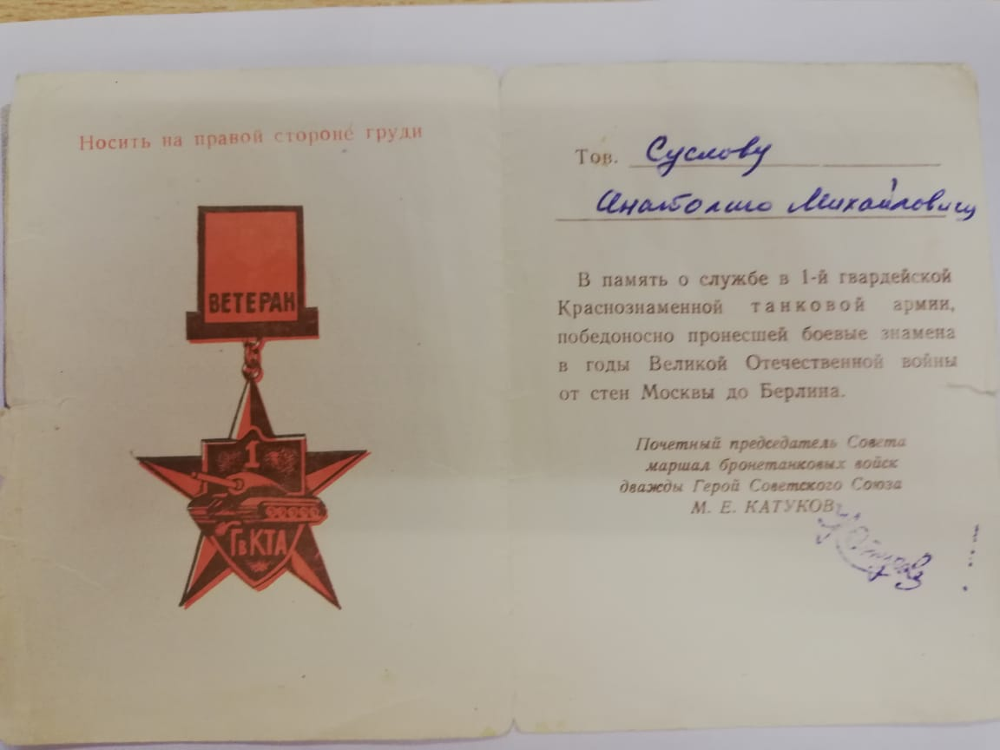 Носить на правой стороне груди
ВЕТЕРАН
1
ГвКТА
Тов. Суслову
Анатолию Михайловичу
В память о службе в 1-й гвардейской
Краснознаменной танковой армии,
победоносно пронесшей боевые знамена
в годы Великой Отечественной войны
от стен Москвы до Берлина.
Почетный председатель Совета
маршал бронетанковых войск
дважды Герой Советского Союза
М. Е. КАТУКОВ